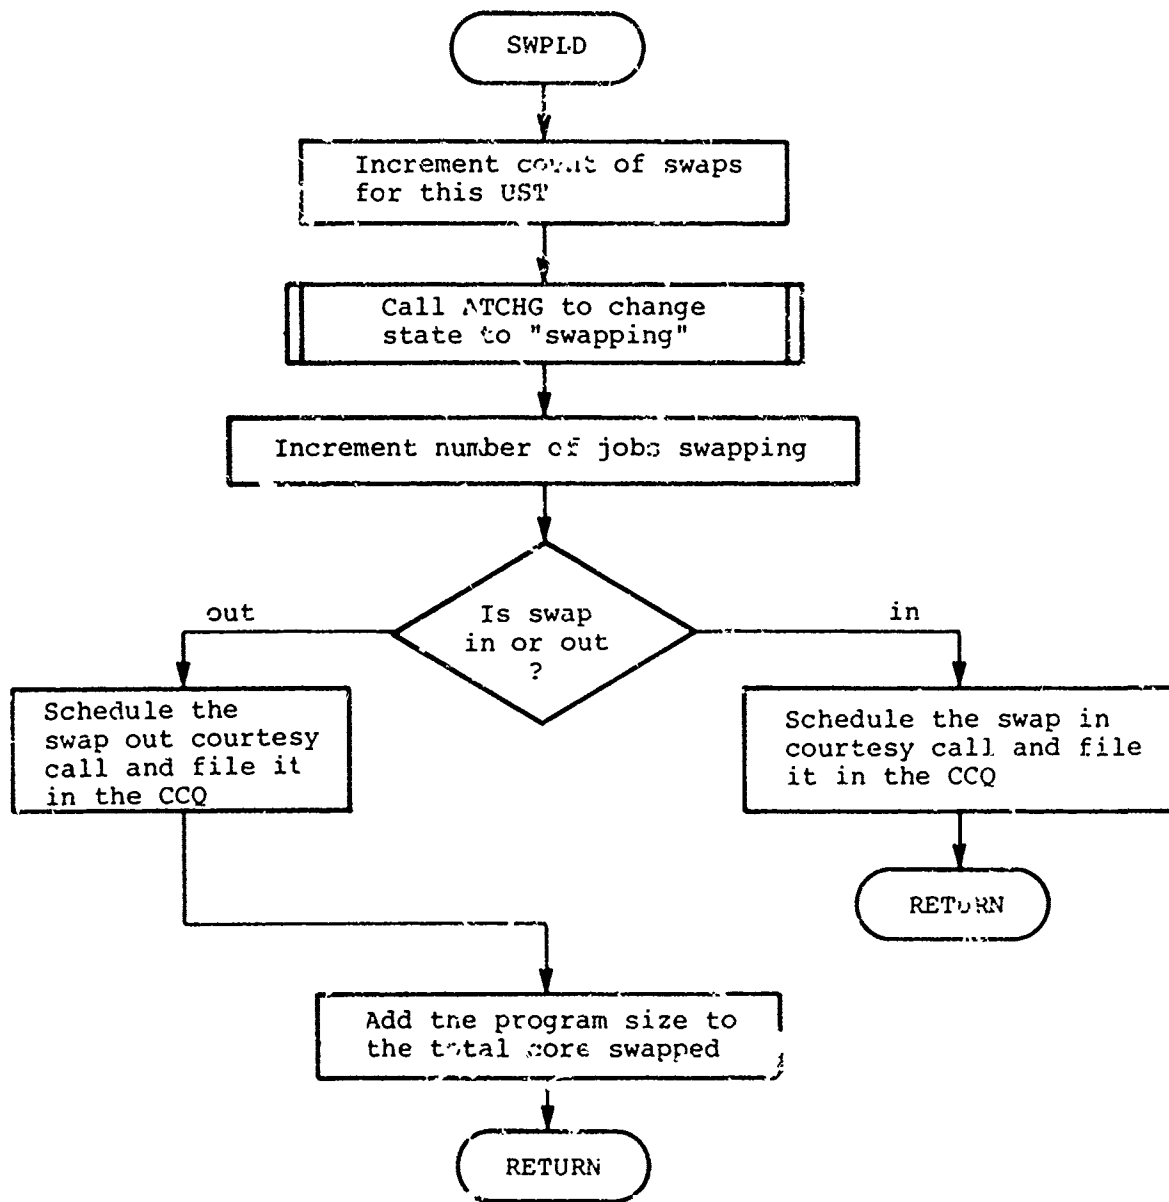 SWPLD
Increment count of swaps
for this UST
Call ATCHG to change
state to "swapping"
Increment number of jobs swapping
Is swap
in or out
?
out
in
Schedule the
swap out courtesy
call and file it
in the CCQ
Schedule the swap in
courtesy call and file
it in the CCQ
RETURN
Add the program size to
the total core swapped
RETURN